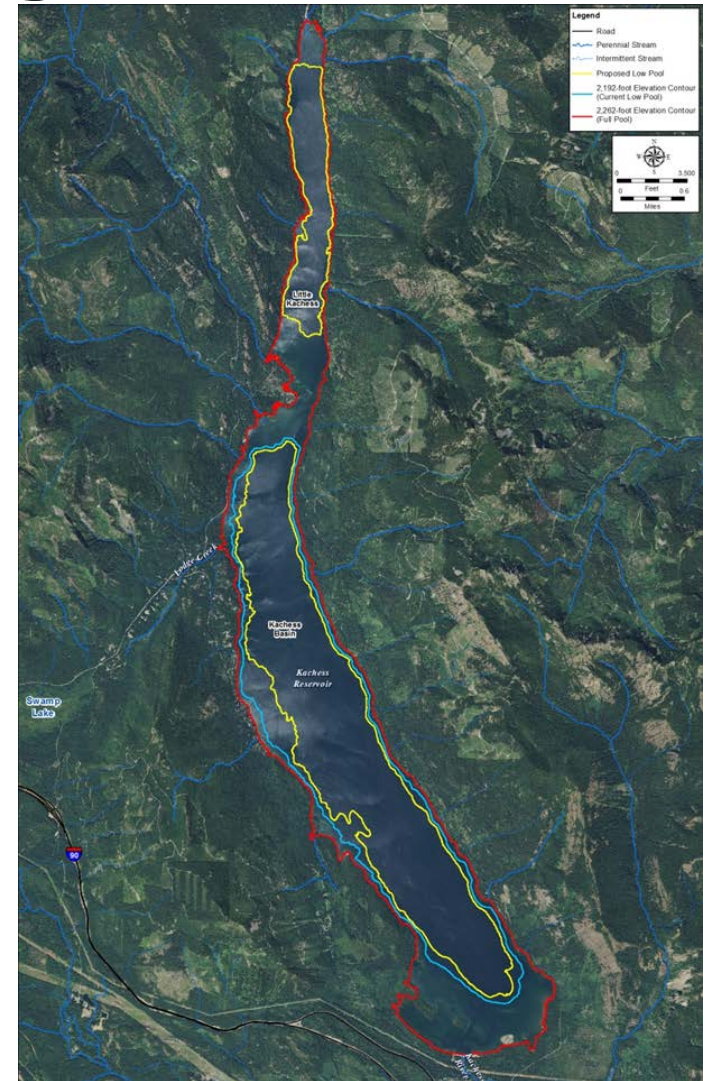 Legend
Road
Perennial Stream
Intermittent Stream
Proposed Low Pool
2,192-foot Elevation Contour
(Current Low Pool)
2,262-foot Elevation Contour
(Full Pool)
N
W E
S
0 3,500
Feet
0 0.6
Miles
Little
Kachess
Lodge Creek
Kachess
Basin
Kachess
Reservoir
Swamp
Lake
90
River